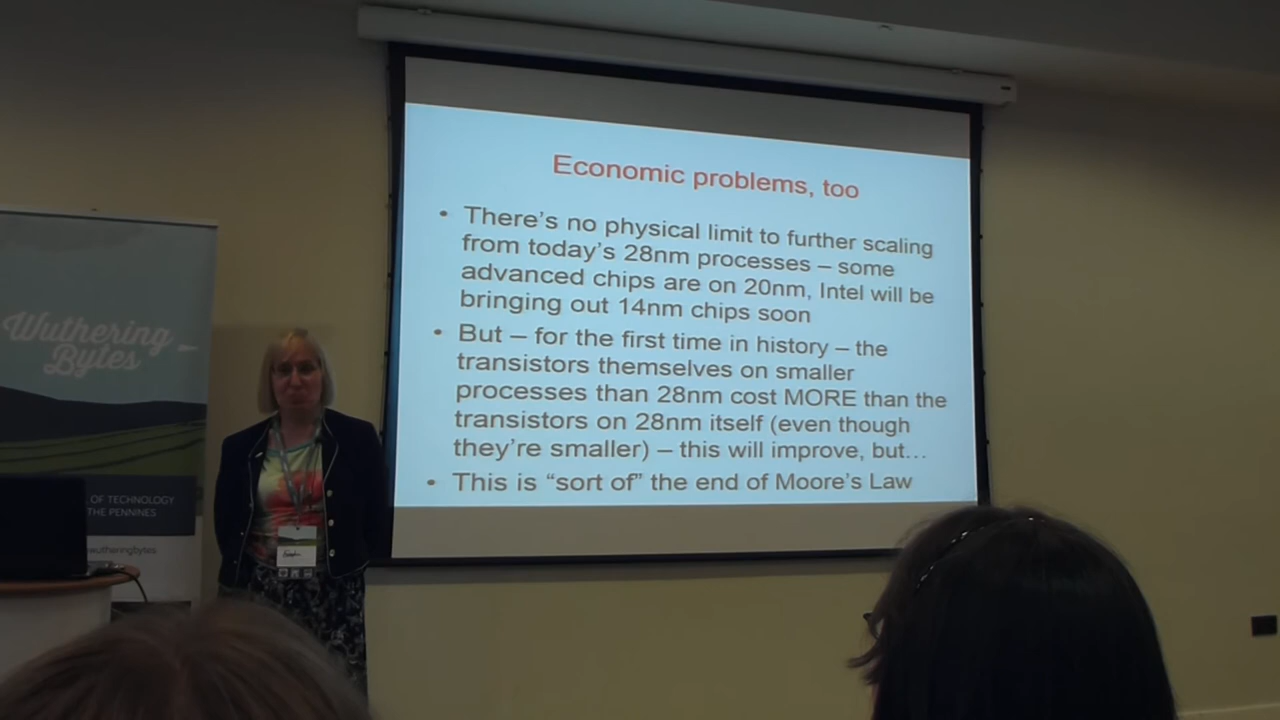 Economic problems, too
• There's no physical limit to further scaling
from today's 28nm processes – some
advanced chips are on 20nm, Intel will be
bringing out 14nm chips soon
• But – for the first time in history – the
transistors themselves on smaller
processes than 28nm cost MORE than the
transistors on 28nm itself (even though
they're smaller) – this will improve, but…
• This is “sort of” the end of Moore's Law
Wuthering
Bytes
OF TECHNOLOGY
THE PENNINES
wutheringbytes